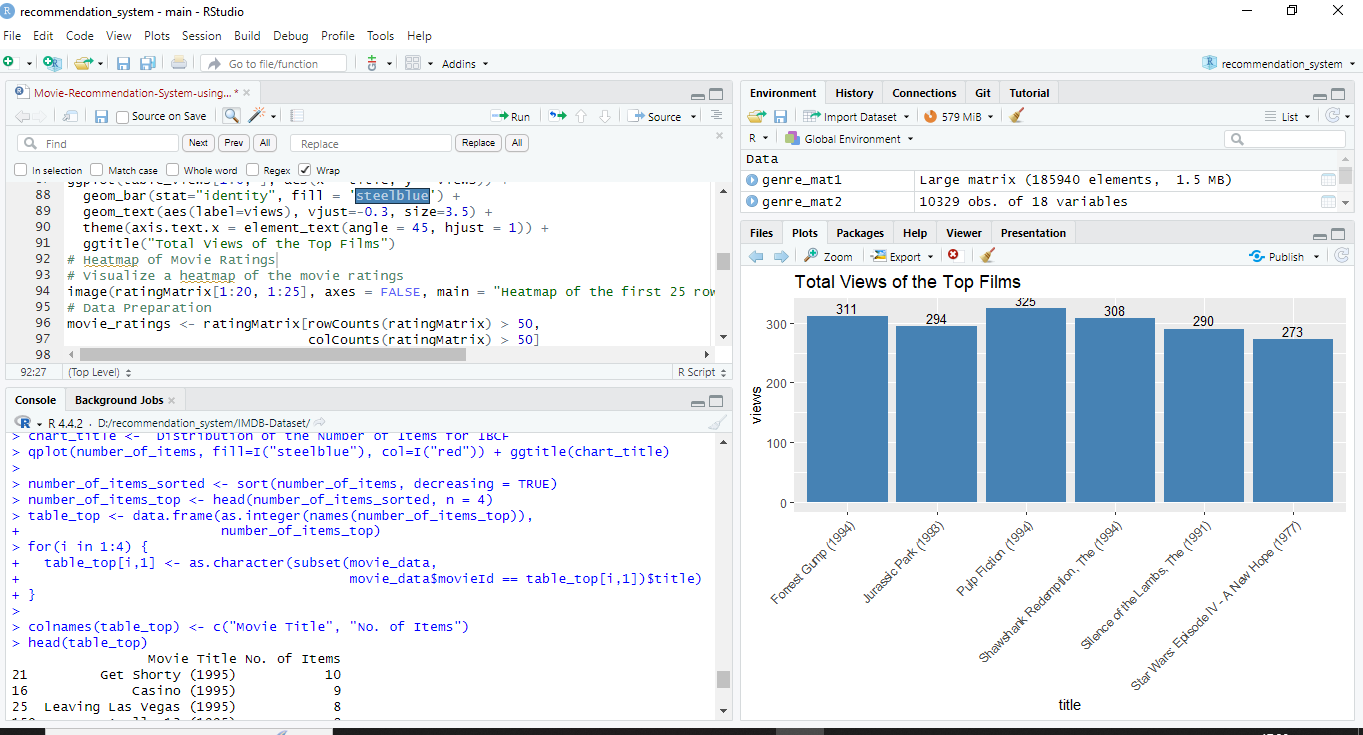 recommendation_system - main - RStudio
File Edit Code View Plots Session Build Debug Profile Tools Help
Go to file/function Addins recommendation_system
Movie-Recommendation-System-using... *
Source on Save Run Source
Find Next Prev All Replace Replace All
In selection Match case Whole word Regex Wrap
88 geom_bar(stat="identity", fill = 'steelblue') +
89 geom_text(aes(label=views), vjust=-0.3, size=3.5) +
90 theme(axis.text.x = element_text(angle = 45, hjust = 1)) +
91 ggtitle("Total Views of the Top Films")
92 # Heatmap of Movie Ratings
93 # Visualize a heatmap of the movie ratings
94 image(ratingMatrix[1:20, 1:25], axes = FALSE, main = "Heatmap of the first 25 row
95 # Data Preparation
96 movie_ratings <- ratingMatrix[rowCounts(ratingMatrix) > 50,
97 colCounts(ratingMatrix) > 50]
98
92:27 (Top Level) R Script
Console Background Jobs
R R 4.4.2 · D:/recommendation_system/IMDB-Dataset/
> chart_title <- "Distribution of the Number of Items for IBCF"
> qplot(number_of_items, fill=I("steelblue"), col=I("red")) + ggtitle(chart_title)
>
> number_of_items_sorted <- sort(number_of_items, decreasing = TRUE)
> number_of_items_top <- head(number_of_items_sorted, n = 4)
> table_top <- data.frame(as.integer(names(number_of_items_top)),
+ number_of_items_top)
> for(i in 1:4) {
+ table_top[i,1] <- as.character(subset(movie_data,
+ movie_data$movieId == table_top[i,1])$title)
+ }
>
> colnames(table_top) <- c("Movie Title", "No. of Items")
> head(table_top)
Movie Title No. of Items
21 Get Shorty (1995) 10
16 Casino (1995) 9
25 Leaving Las Vegas (1995) 8
Environment History Connections Git Tutorial
Import Dataset 579 MiB List
R Global Environment
Data
genre_mat1 Large matrix (185940 elements, 1.5 MB)
genre_mat2 10329 obs. of 18 variables
Files Plots Packages Help Viewer Presentation
Zoom Export Publish
Total Views of the Top Films
311
294
325
308
290
273
300
200
100
0
views
Forrest Gump (1994)
Jurassic Park (1993)
Pulp Fiction (1994)
Shawshank Redemption, The (1994)
Silence of the Lambs, The (1991)
Star Wars: Episode IV - A New Hope (1977)
title